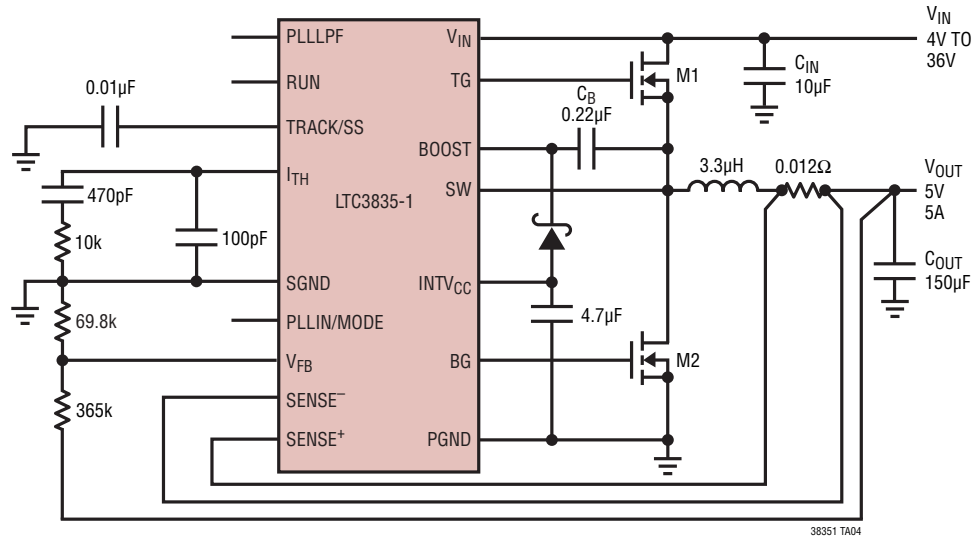 PLLLPF
RUN
0.01µF
TRACK/SS
I_TH
470pF
10k
100pF
SGND
69.8k
PLLIN/MODE
V_FB
365k
SENSE⁻
SENSE⁺
LTC3835-1
V_IN
TG
BOOST
SW
INTV_CC
BG
PGND
C_B
0.22µF
4.7µF
M1
M2
3.3µH
0.012Ω
C_IN
10µF
V_IN
4V TO
36V
V_OUT
5V
5A
C_OUT
150µF
38351 TA04